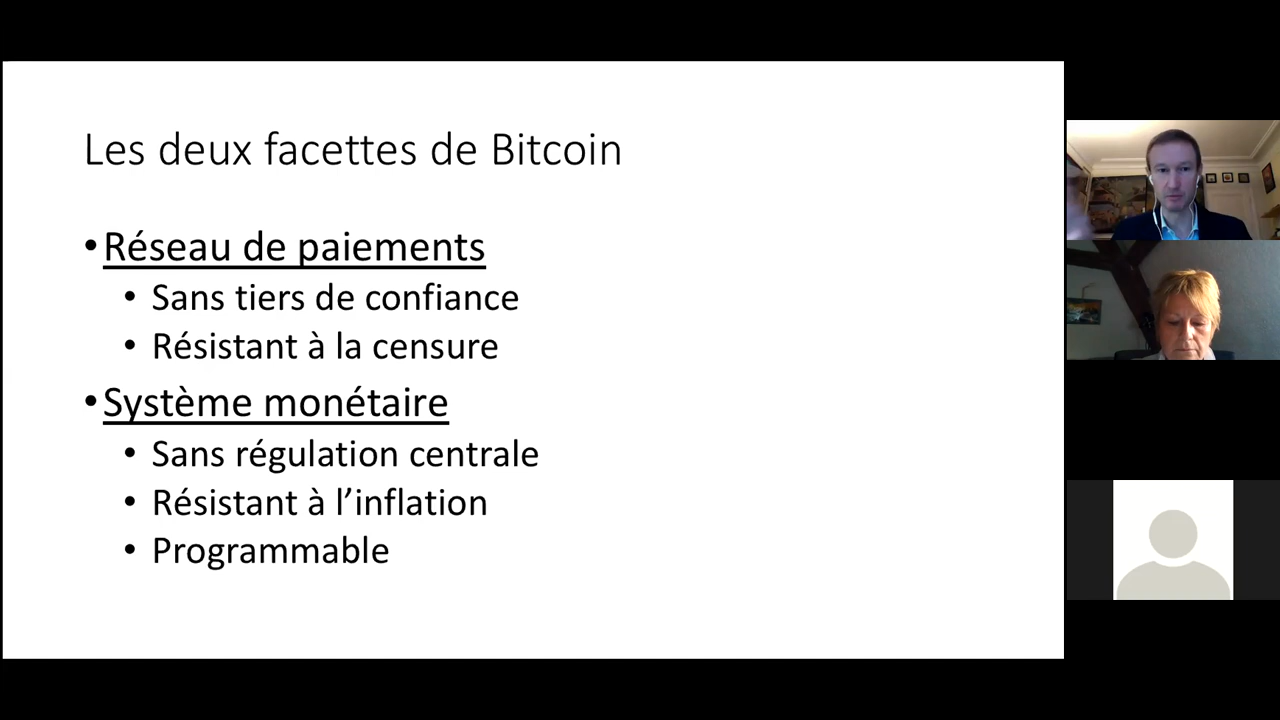 Les deux facettes de Bitcoin
• Réseau de paiements
• Sans tiers de confiance
• Résistant à la censure
• Système monétaire
• Sans régulation centrale
• Résistant à l’inflation
• Programmable